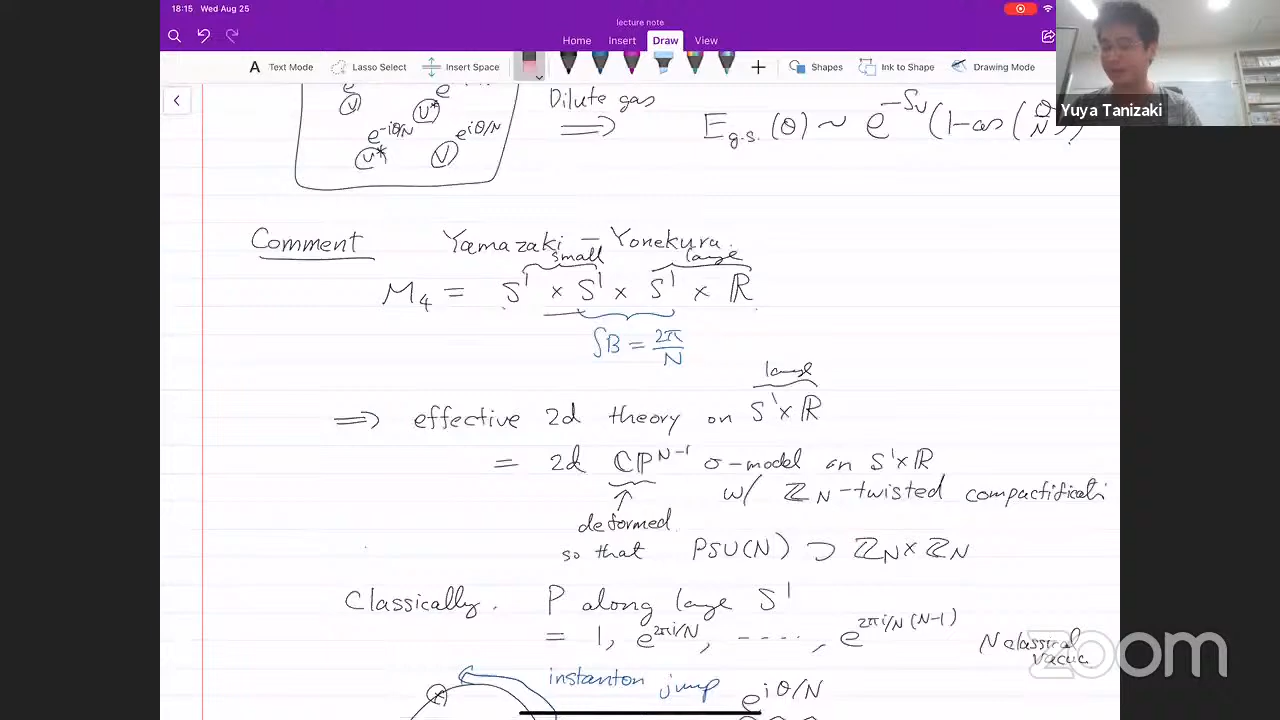 18:15 Wed Aug 25
lecture note
Home Insert Draw View
Text Mode Lasso Select Insert Space Shapes Ink to Shape Drawing Mode
Yuya Tanizaki
V V* e
Dilute gas
⟹ E_{g.s.}(θ) ~ e^{-S_V} (1-cos(θ/N))
e^{-iθ/N} e^{iθ/N}
V* V
Comment Yamazaki - Yonekura.
small large
M_4 = S^1 × S^1 × S^1 × ℝ
∫B = 2π/N
large
⟹ effective 2d theory on S^1 × ℝ
= 2d ℂP^{N-1} σ-model on S^1×ℝ
w/ ℤ_N-twisted compactificati
deformed.
so that PSU(N) ⊃ ℤ_N × ℤ_N
Classically. P along large S^1
= 1, e^{2πi/N}, ----, e^{2πi/N (N-1)}
N classical
vacua
instanton jump e^{iθ/N}
zoom